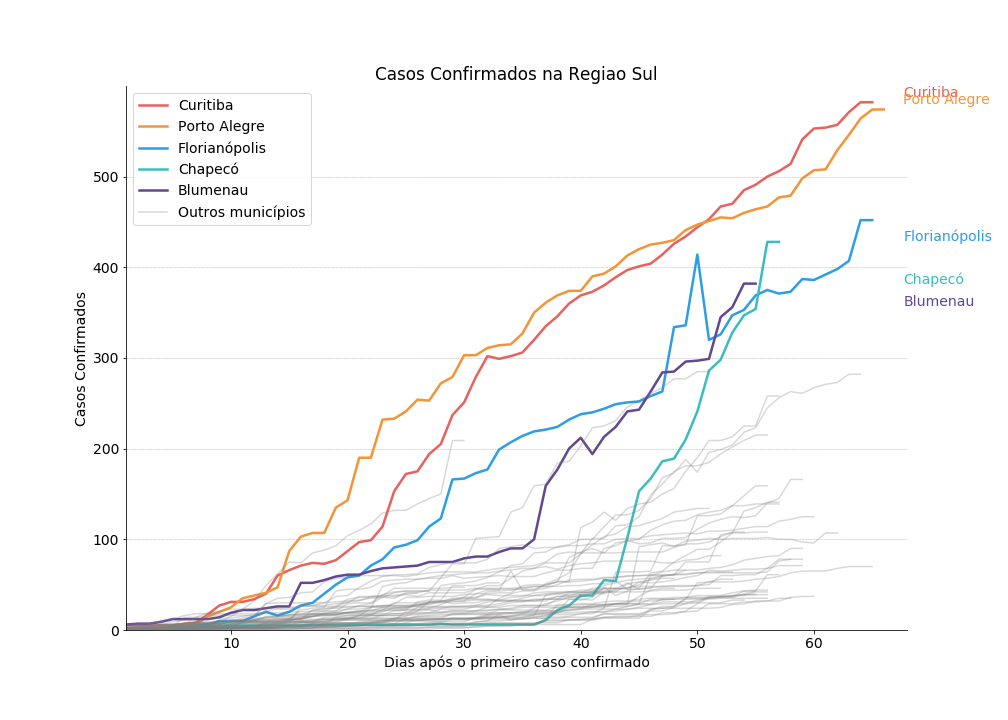 Casos Confirmados na Regiao Sul
Curitiba
Porto Alegre
Florianópolis
Chapecó
Blumenau
Outros municípios
Curitiba
Porto Alegre
Florianópolis
Chapecó
Blumenau
Casos Confirmados
500
400
300
200
100
0
10 20 30 40 50 60
Dias após o primeiro caso confirmado